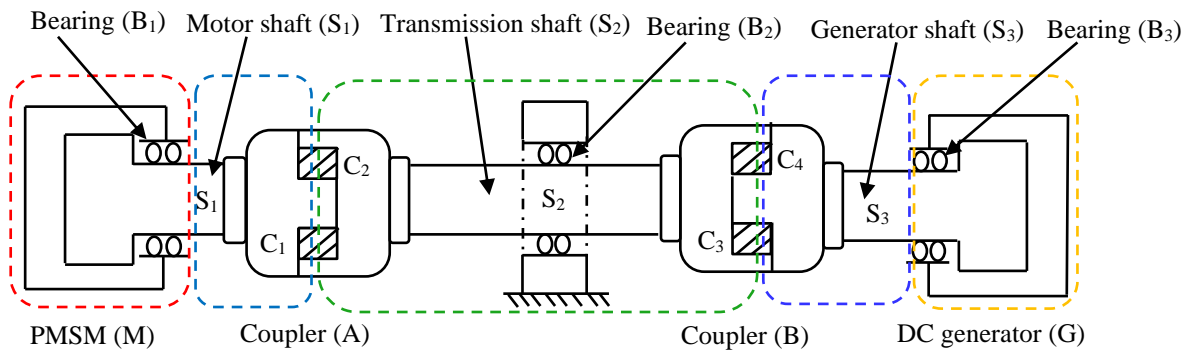 Bearing (B₁)
Motor shaft (S₁)
Transmission shaft (S₂)
Bearing (B₂)
Generator shaft (S₃)
Bearing (B₃)
S₁
C₂
C₁
S₂
C₄
C₃
S₃
PMSM (M)
Coupler (A)
Coupler (B)
DC generator (G)